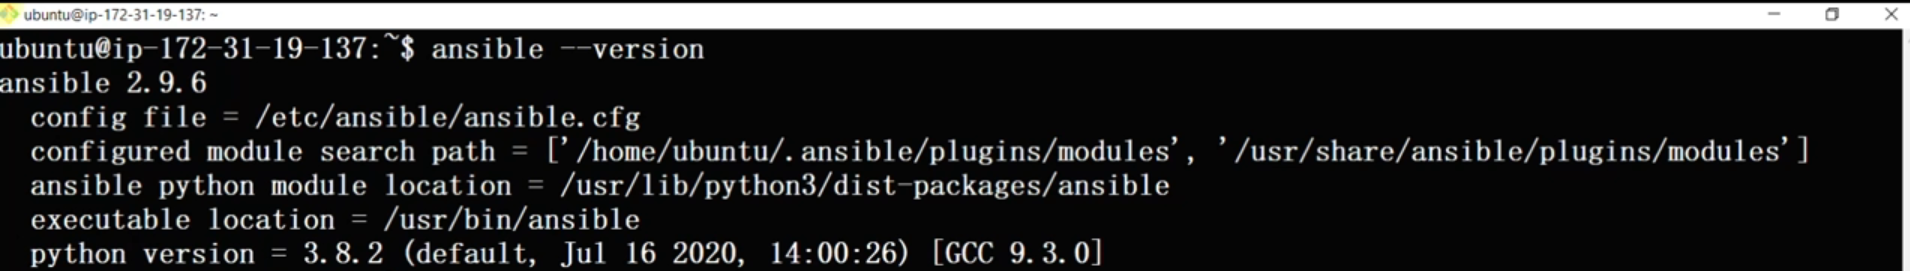 ubuntu@ip-172-31-19-137: ~
ubuntu@ip-172-31-19-137:~$ ansible --version
ansible 2.9.6
  config file = /etc/ansible/ansible.cfg
  configured module search path = ['/home/ubuntu/.ansible/plugins/modules', '/usr/share/ansible/plugins/modules']
  ansible python module location = /usr/lib/python3/dist-packages/ansible
  executable location = /usr/bin/ansible
  python version = 3.8.2 (default, Jul 16 2020, 14:00:26) [GCC 9.3.0]